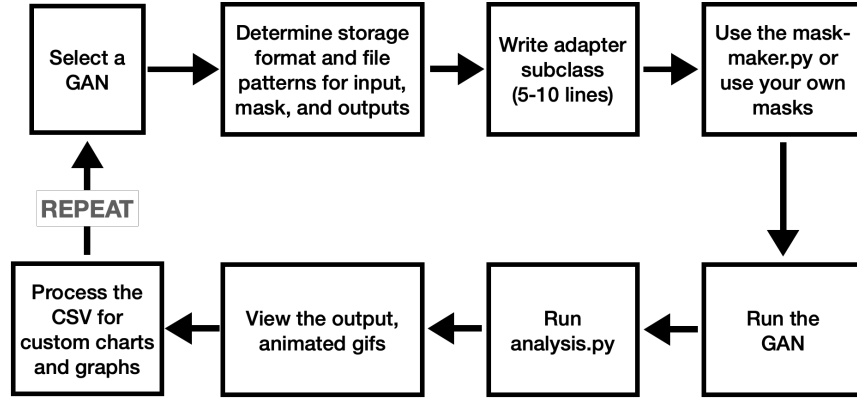 Select a
GAN
Determine storage
format and file
patterns for input,
mask, and outputs
Write adapter
subclass
(5-10 lines)
Use the mask-
maker.py or
use your own
masks
REPEAT
Process the
CSV for
custom charts
and graphs
View the output,
animated gifs
Run
analysis.py
Run the
GAN